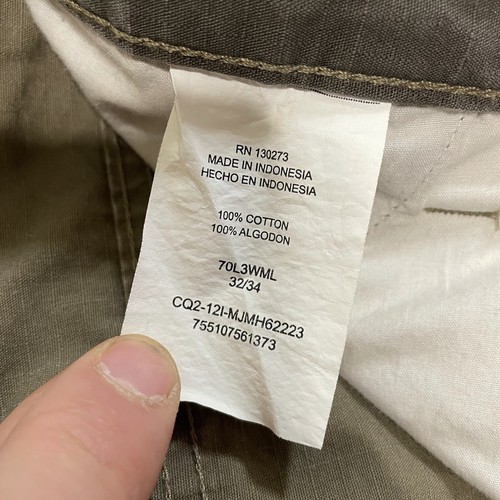 RN 130273
MADE IN INDONESIA
HECHO EN INDONESIA
100% COTTON
100% ALGODON
70L3WML
32/34
CQ2-12I-MJMH62223
755107561373